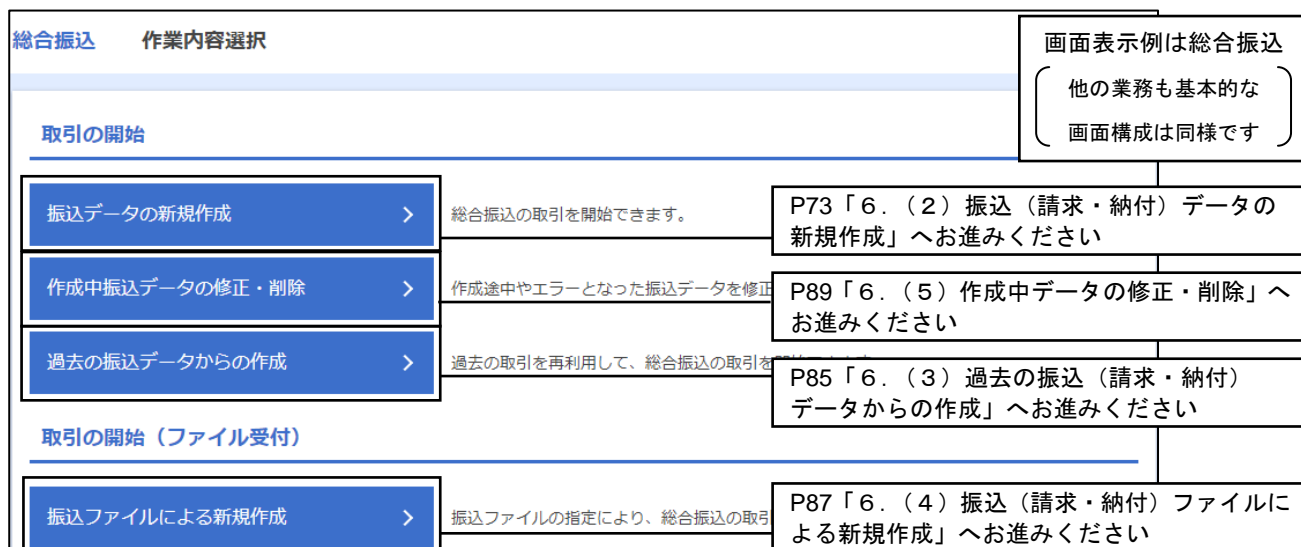 総合振込 作業内容選択
画面表示例は総合振込
他の業務も基本的な
画面構成は同様です
取引の開始
振込データの新規作成
総合振込の取引を開始できます。
P73「6.(2)振込(請求・納付)データの
新規作成」へお進みください
作成中振込データの修正・削除
作成途中やエラーとなった振込データを修正
P89「6.(5)作成中データの修正・削除」へ
お進みください
過去の振込データからの作成
過去の取引を再利用して、総合振込の取引を
P85「6.(3)過去の振込(請求・納付)
データからの作成」へお進みください
取引の開始(ファイル受付)
振込ファイルによる新規作成
振込ファイルの指定により、総合振込の取引
P87「6.(4)振込(請求・納付)ファイルに
よる新規作成」へお進みください